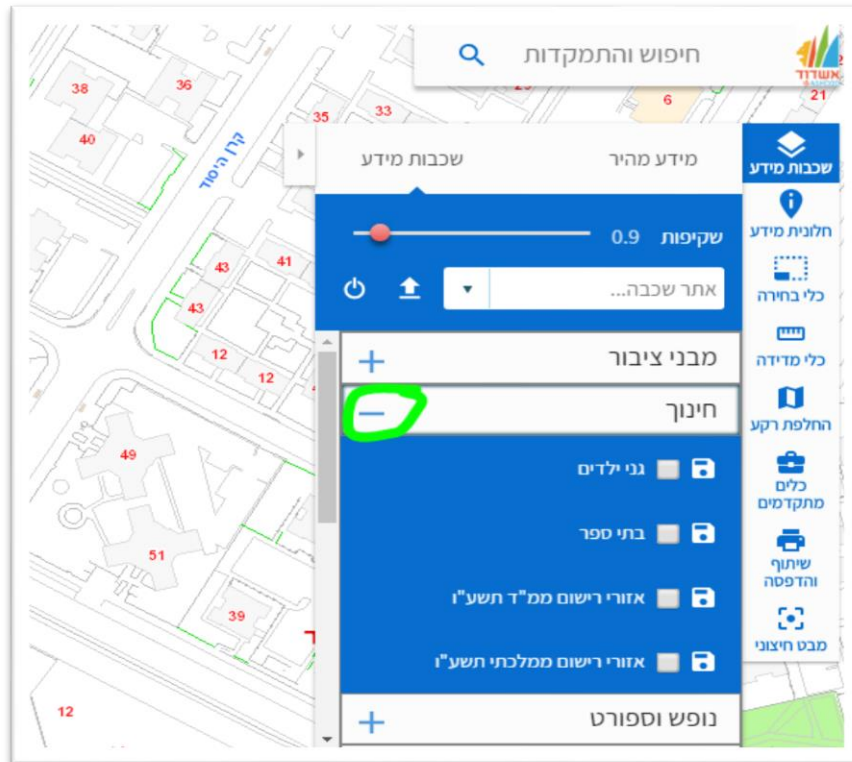 חיפוש והתמקדות
אשדוד
38
36
40
35
33
6
21
קרן היסוד
43
41
43
12
12
49
51
39
12
מידע מהיר
שכבות מידע
שקיפות 0.9
אתר שכבה...
מבני ציבור
חינוך
גני ילדים
בתי ספר
אזורי רישום ממ"ד תשע"ו
אזורי רישום ממלכתי תשע"ו
נופש וספורט
שכבות מידע
חלונית מידע
כלי בחירה
כלי מדידה
החלפת רקע
כלים
מתקדמים
שיתוף
והדפסה
מבט חיצוני